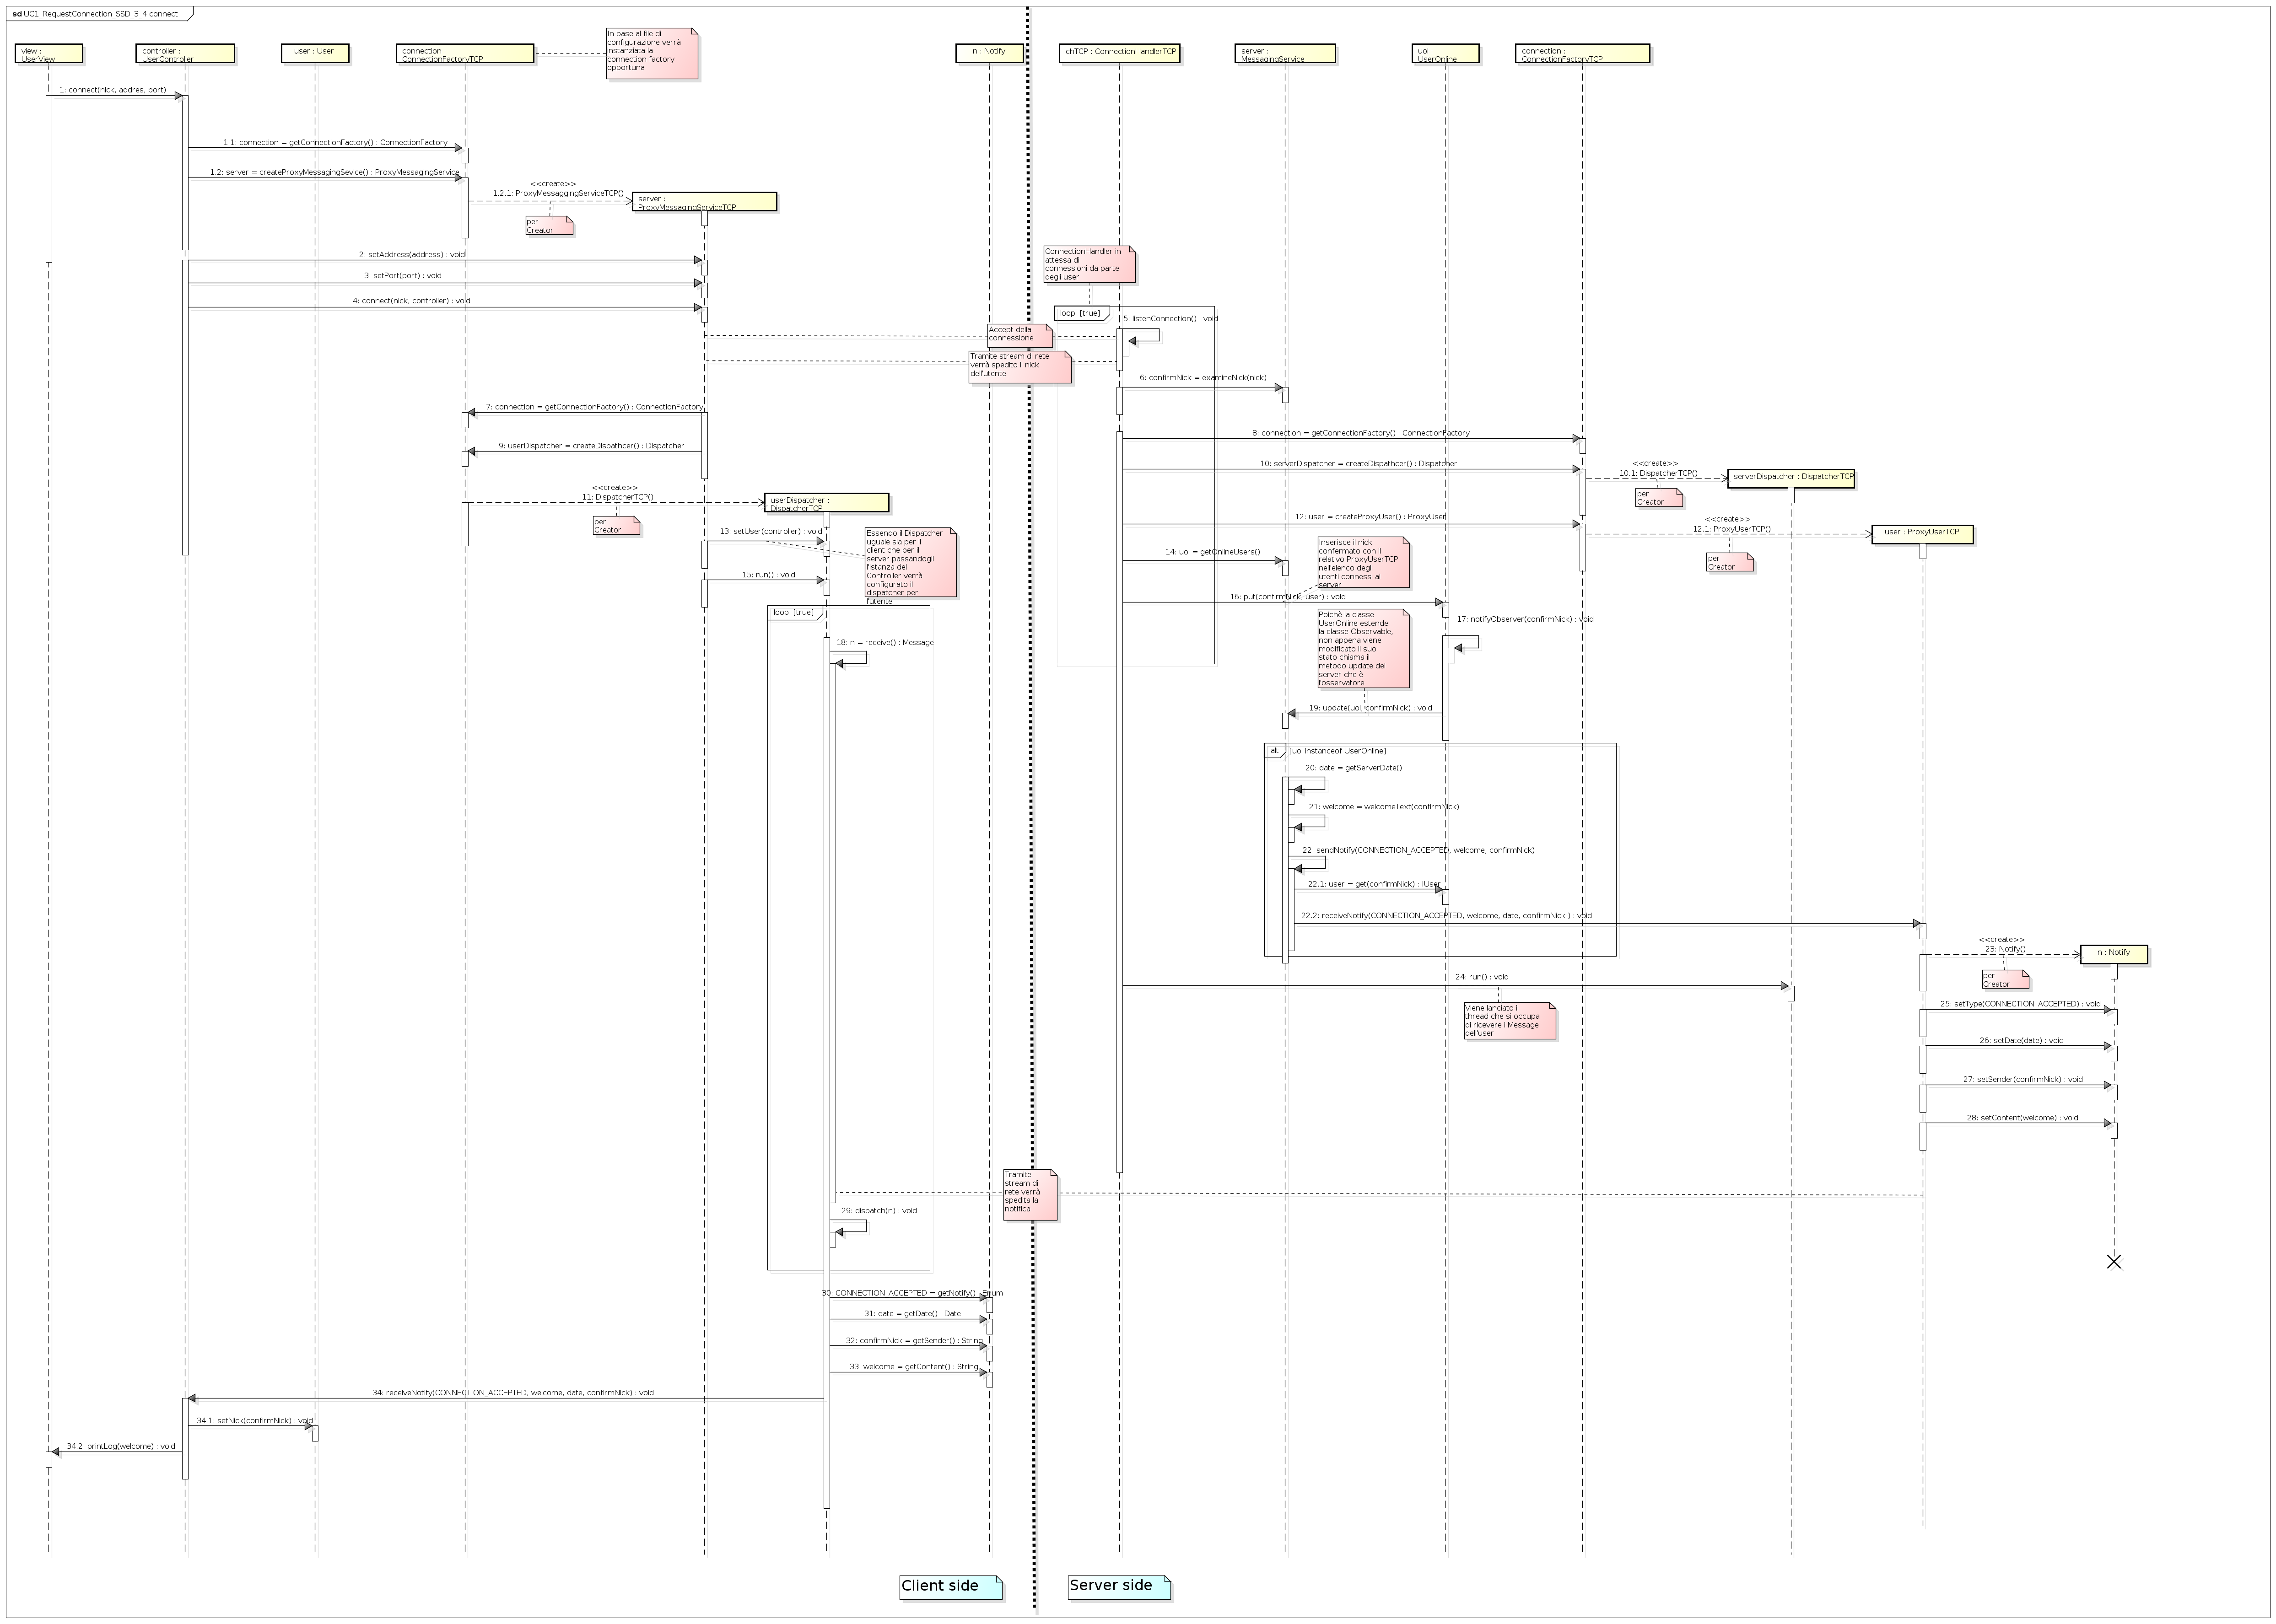 sd UC1_RequestConnection_SSD_3_4:connect
view :
UserView
controller :
UserController
user : User
connection :
ConnectionFactoryTCP
In base al file di
configurazione verrà
instanziata la
connection factory
opportuna
n : Notify
chTCP : ConnectionHandlerTCP
server :
MessagingService
uol :
UserOnline
connection :
ConnectionFactoryTCP
1: connect(nick, addres, port)
1.1: connection = getConnectionFactory() : ConnectionFactory
1.2: server = createProxyMessagingSevice() : ProxyMessagingService
<<create>>
1.2.1: ProxyMessaggingServiceTCP()
server :
ProxyMessagingServiceTCP
per
Creator
2: setAddress(address) : void
3: setPort(port) : void
4: connect(nick, controller) : void
ConnectionHandler in
attesa di
connessioni da parte
degli user
loop [true]
5: listenConnection() : void
Accept della
connessione
Tramite stream di rete
verrà spedito il nick
dell'utente
6: confirmNick = examineNick(nick)
7: connection = getConnectionFactory() : ConnectionFactory
8: connection = getConnectionFactory() : ConnectionFactory
9: userDispatcher = createDispathcer() : Dispatcher
10: serverDispatcher = createDispathcer() : Dispatcher
<<create>>
10.1: DispatcherTCP()
serverDispatcher : DispatcherTCP
per
Creator
<<create>>
11: DispatcherTCP()
userDispatcher :
DispatcherTCP
per
Creator
12: user = createProxyUser() : ProxyUser
<<create>>
12.1: ProxyUserTCP()
user : ProxyUserTCP
per
Creator
13: setUser(controller) : void
Essendo il Dispatcher
uguale sia per il
client che per il
server passandogli
l'istanza del
Controller verrà
configurato il
dispatcher per
l'utente
14: uol = getOnlineUsers()
Inserisce il nick
confermato con il
relativo ProxyUserTCP
nell'elenco degli
utenti connessi al
server
15: run() : void
16: put(confirmNick, user) : void
loop [true]
Poichè la classe
UserOnline estende
la classe Observable,
non appena viene
modificato il suo
stato chiama il
metodo update del
server che è
l'osservatore
17: notifyObserver(confirmNick) : void
18: n = receive() : Message
19: update(uol, confirmNick) : void
alt [uol instanceof UserOnline]
20: date = getServerDate()
21: welcome = welcomeText(confirmNick)
22: sendNotify(CONNECTION_ACCEPTED, welcome, confirmNick)
22.1: user = get(confirmNick) : IUser
22.2: receiveNotify(CONNECTION_ACCEPTED, welcome, date, confirmNick ) : void
<<create>>
23: Notify()
n : Notify
per
Creator
24: run() : void
Viene lanciato il
thread che si occupa
di ricevere i Message
dell'user
25: setType(CONNECTION_ACCEPTED) : void
26: setDate(date) : void
27: setSender(confirmNick) : void
28: setContent(welcome) : void
Tramite
stream di
rete verrà
spedita la
notifica
29: dispatch(n) : void
30: CONNECTION_ACCEPTED = getNotify() : Enum
31: date = getDate() : Date
32: confirmNick = getSender() : String
33: welcome = getContent() : String
34: receiveNotify(CONNECTION_ACCEPTED, welcome, date, confirmNick) : void
34.1: setNick(confirmNick) : void
34.2: printLog(welcome) : void
Client side
Server side